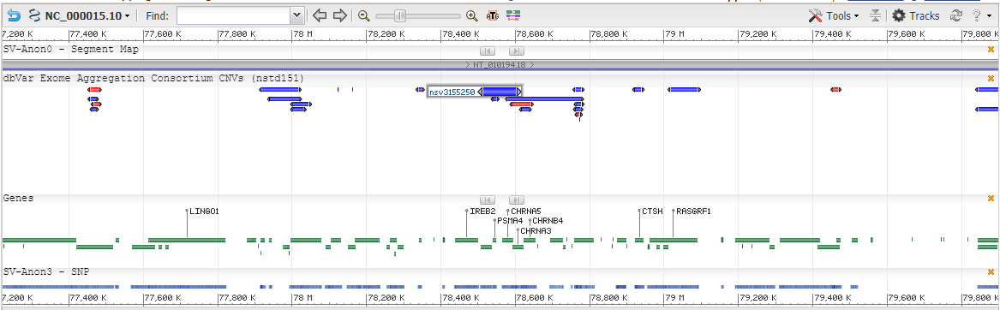 NC_000015.10 Find: ATG Tools Tracks ?
7,200 K 77,400 K 77,600 K 77,800 K 78 M 78,200 K 78,400 K 78,600 K 78,800 K 79 M 79,200 K 79,400 K 79,600 K 79,800 K
SV-Anon0 - Segment Map
NT_010194.18
dbVar Exome Aggregation Consortium CNVs (nstd151)
nsv3155250
Genes
LINGO1 IREB2 CHRNA5 CTSH RASGRF1
PSMA4 CHRNB4
CHRNA3
SV-Anon3 - SNP
7,200 K 77,400 K 77,600 K 77,800 K 78 M 78,200 K 78,400 K 78,600 K 78,800 K 79 M 79,200 K 79,400 K 79,600 K 79,800 K